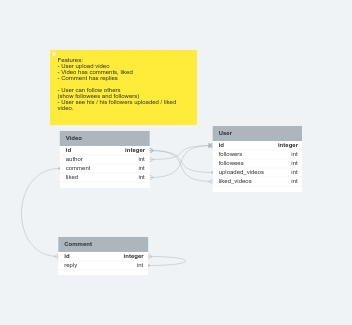 Features:
- User upload video
- Video has comments, liked
- Comment has replies
- User can follow others
(show followers and followees)
- User see his / his followers uploaded / liked
video.
Video
id integer
author int
comment int
liked int
User
id integer
followers int
followees int
uploaded_videos int
liked_videos int
Comment
id integer
reply int